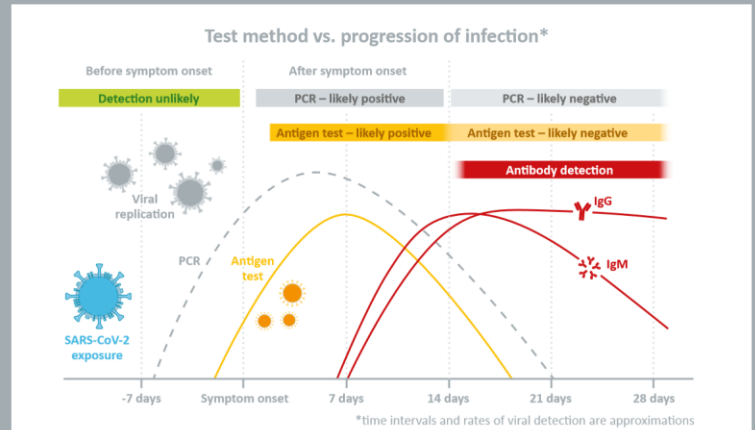 Test method vs. progression of infection*
Before symptom onset
After symptom onset
Detection unlikely
PCR – likely positive
PCR – likely negative
Antigen test – likely positive
Antigen test – likely negative
Antibody detection
Viral
replication
IgG
PCR
Antigen
test
IgM
SARS-CoV-2
exposure
-7 days
Symptom onset
7 days
14 days
21 days
28 days
*time intervals and rates of viral detection are approximations